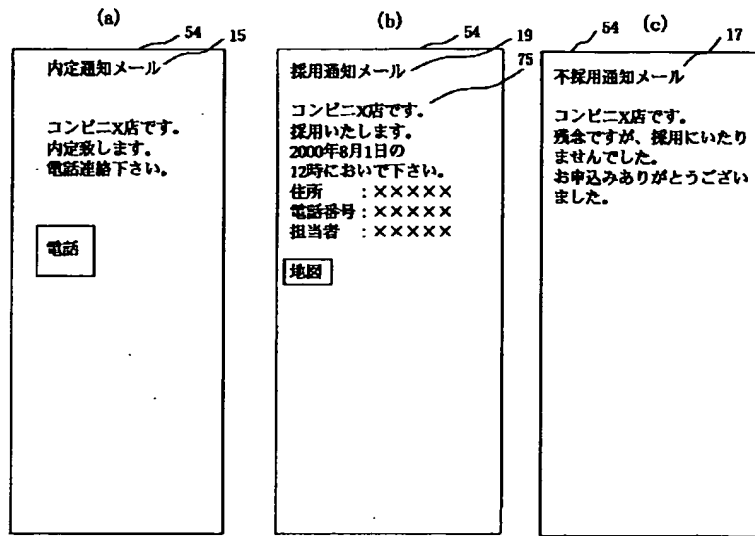 (a)
54
15
内定通知メール
コンビニX店です。
内定致します。
電話連絡下さい。
電話
(b)
54
19
採用通知メール
75
コンビニX店です。
採用いたします。
2000年8月1日の
12時においで下さい。
住所 :×××××
電話番号:×××××
担当者 :×××××
地図
(c)
54
17
不採用通知メール
コンビニX店です。
残念ですが、採用にいたり
ませんでした。
お申込みありがとうござい
ました。